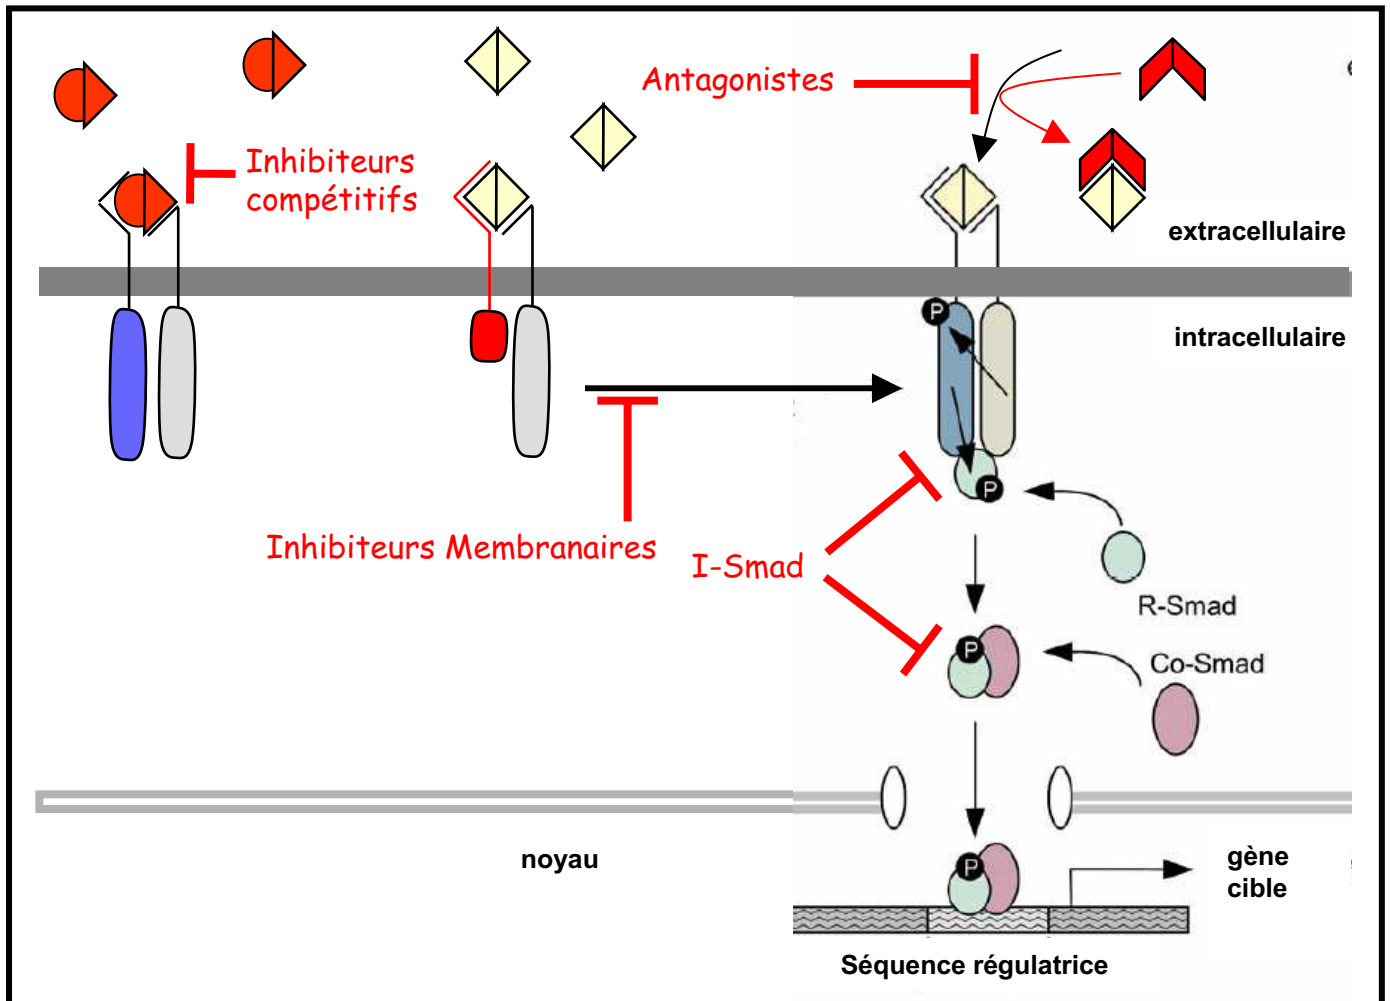 Antagonistes
Inhibiteurs
compétitifs
extracellulaire
P
intracellulaire
P
Inhibiteurs Membranaires
I-Smad
R-Smad
P
Co-Smad
noyau
P
gène
cible
Séquence régulatrice